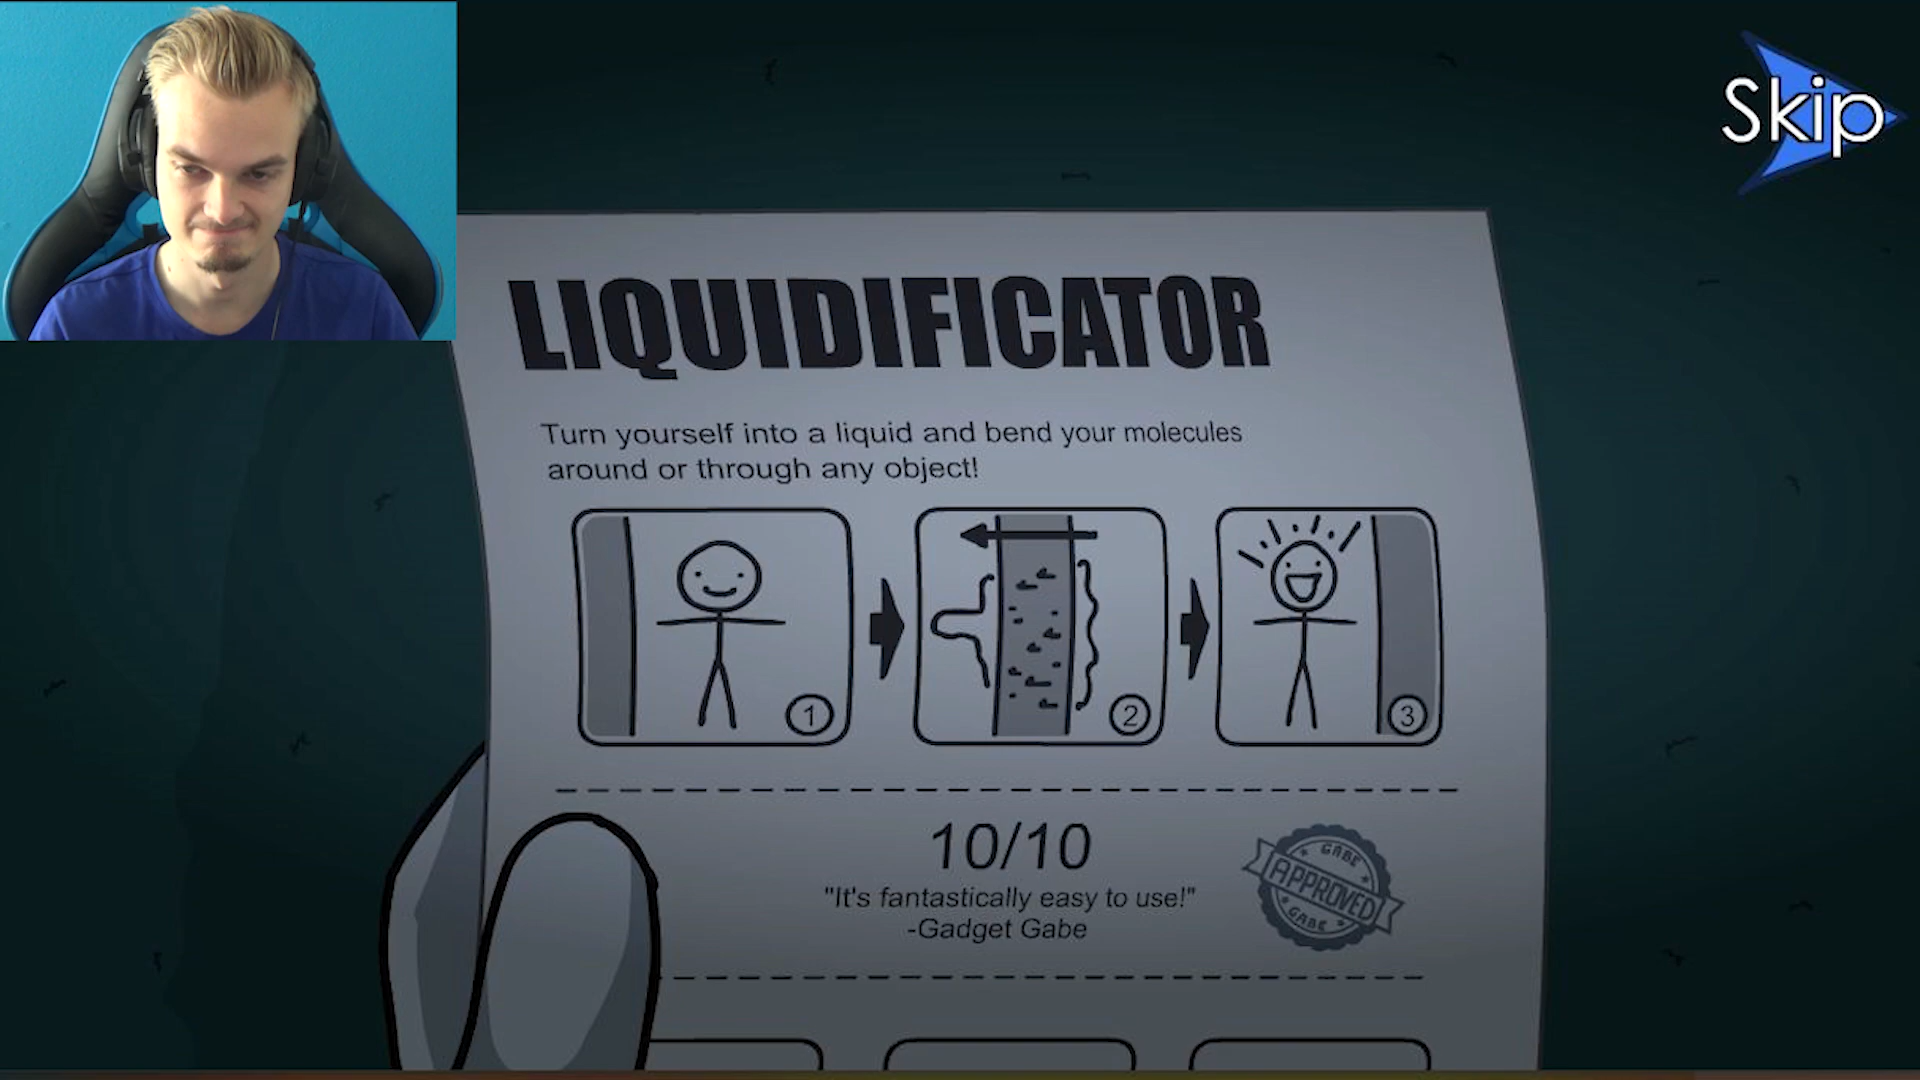 Skip
LIQUIDIFICATOR
Turn yourself into a liquid and bend your molecules
around or through any object!
1
2
3
10/10
"It's fantastically easy to use!"
-Gadget Gabe
GABE
APPROVED
GABE